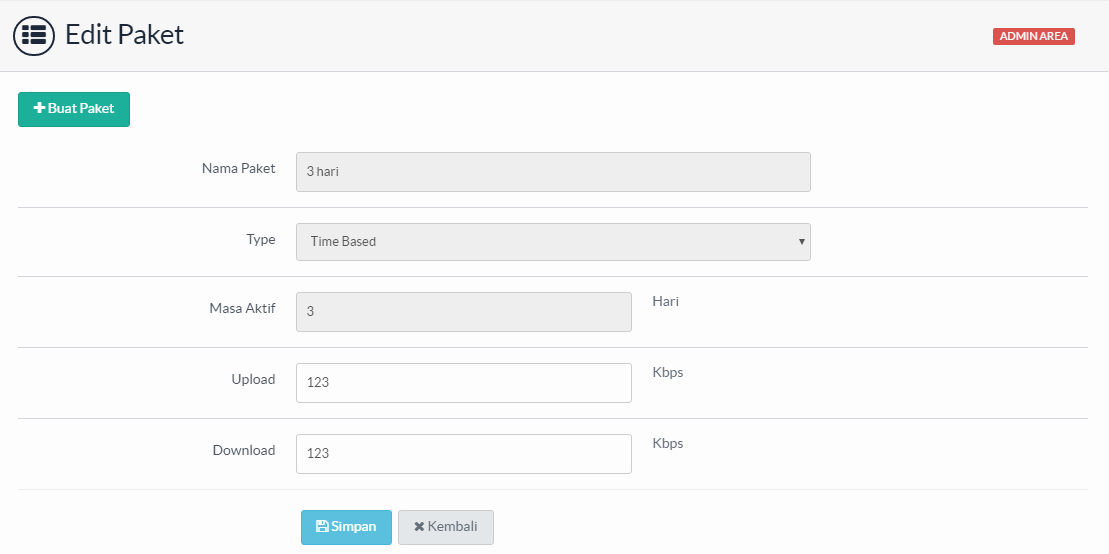 Edit Paket
ADMIN AREA
Buat Paket
Nama Paket 3 hari
Type Time Based
Masa Aktif 3 Hari
Upload 123 Kbps
Download 123 Kbps
Simpan Kembali